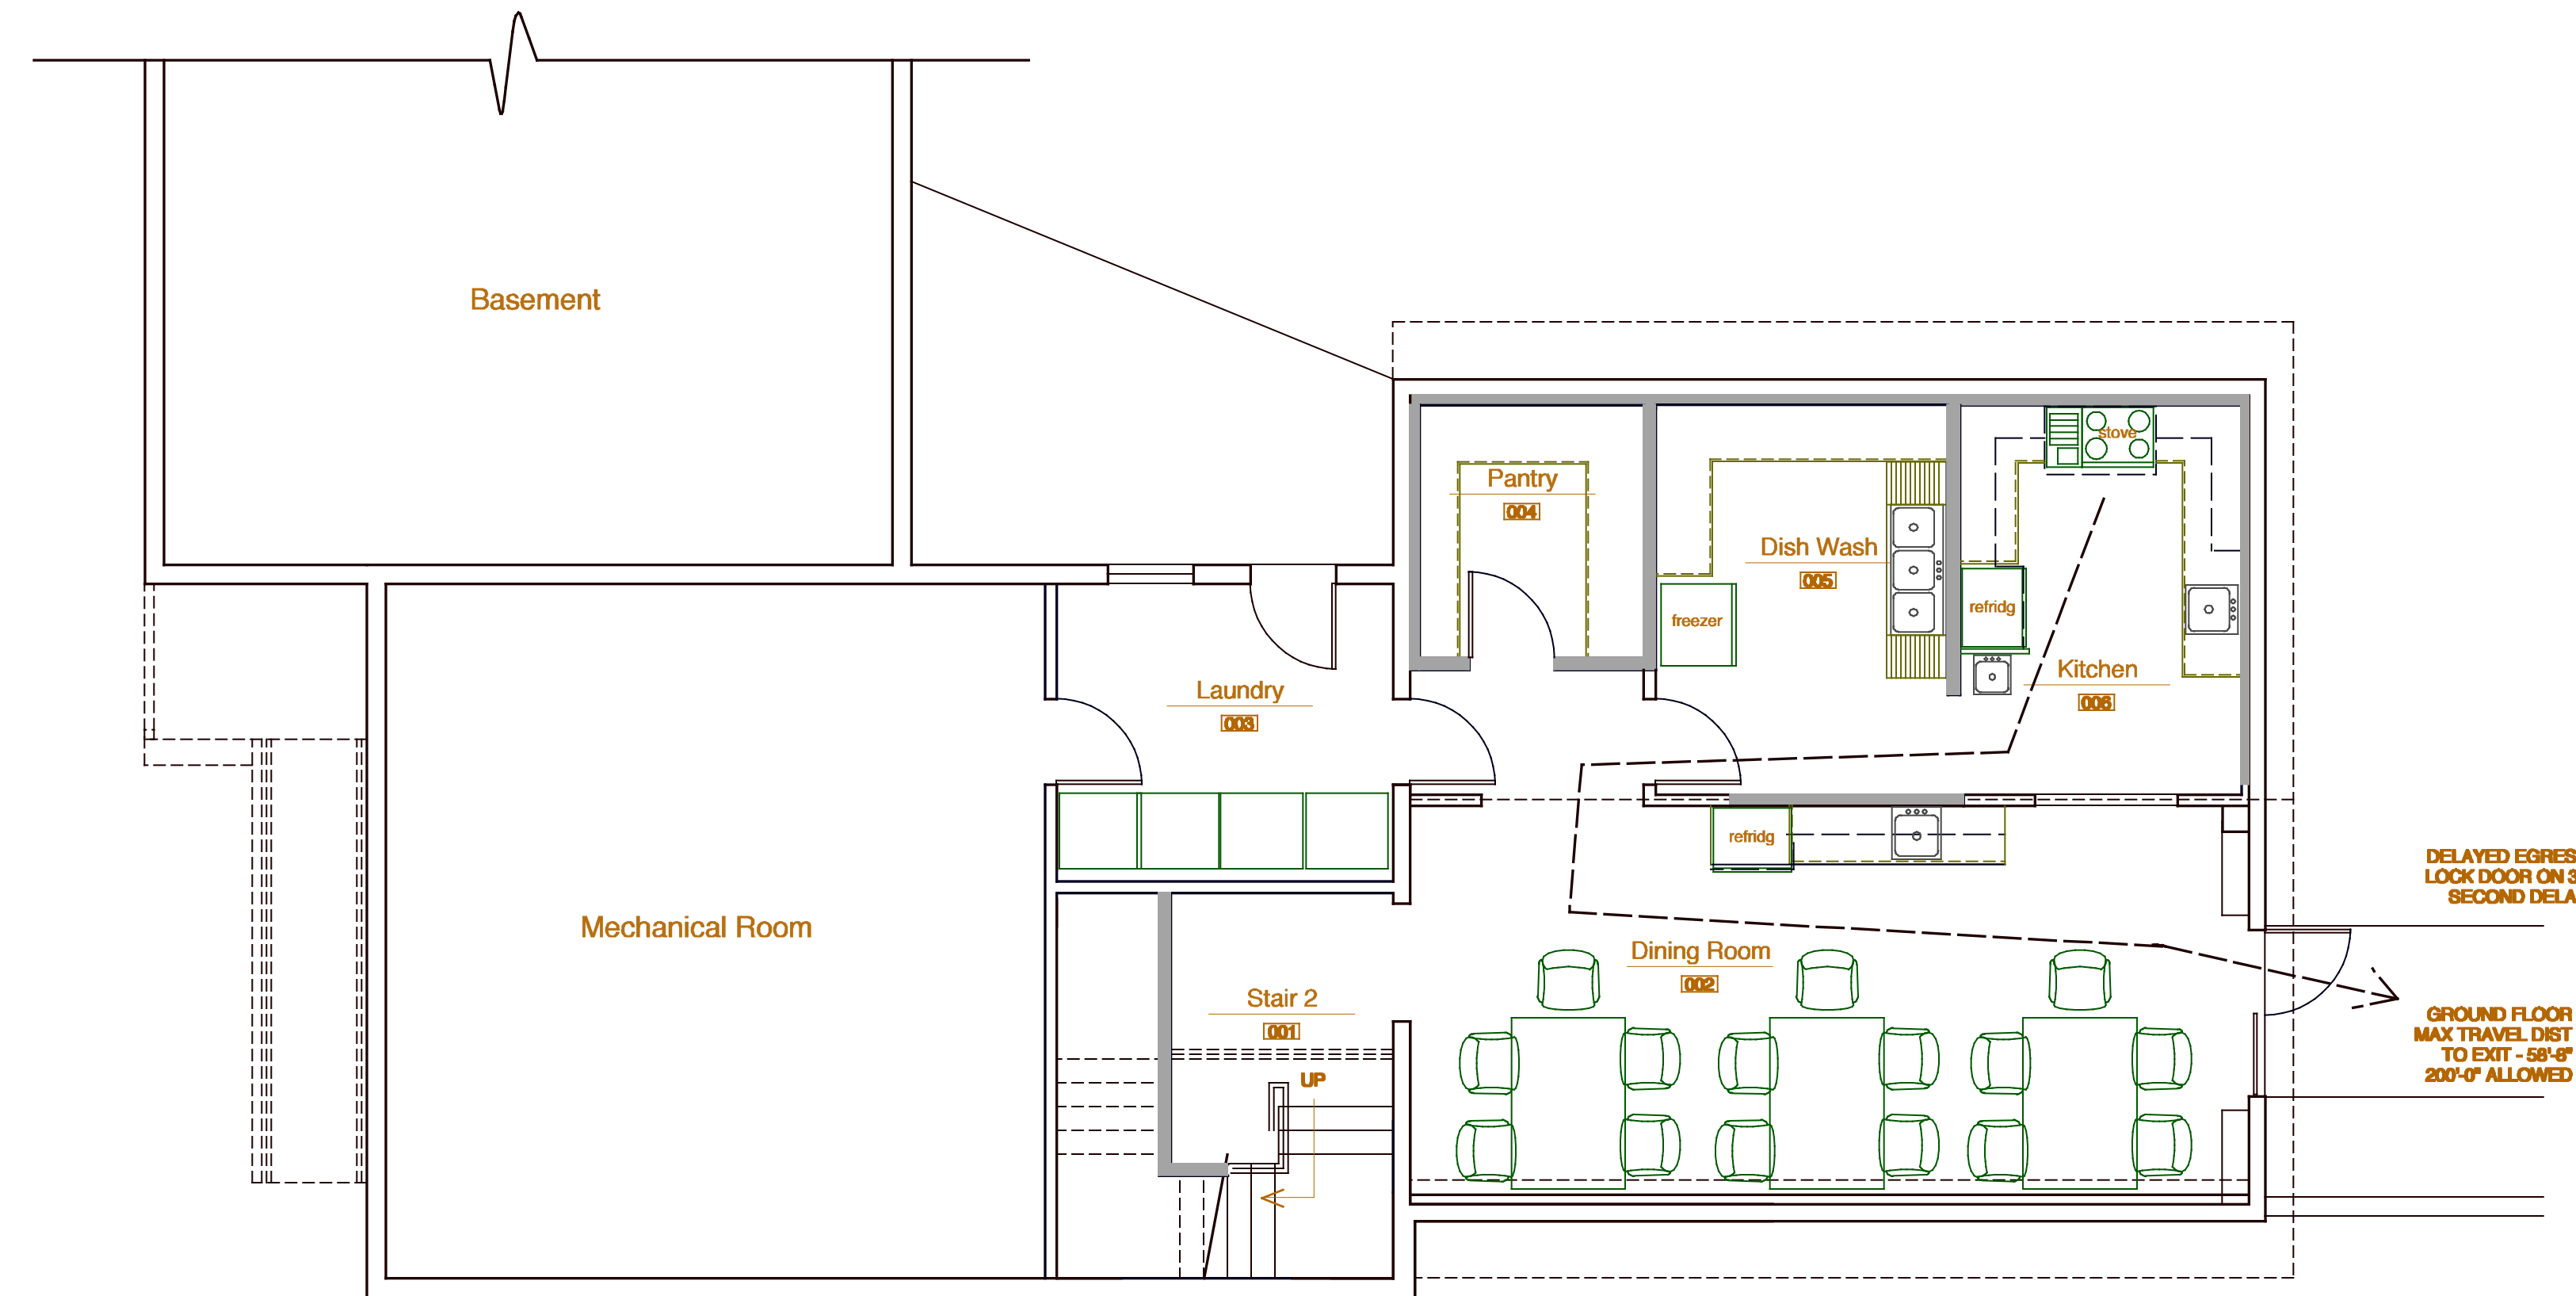 Basement
stove
Pantry
004
Dish Wash
005
refridg
freezer
Kitchen
006
Laundry
003
refridg
DELAYED EGRES
LOCK DOOR ON 3
SECOND DELA
Mechanical Room
Dining Room
002
Stair 2
001
GROUND FLOOR
MAX TRAVEL DIST
TO EXIT - 58'-8"
200'-0" ALLOWED
UP